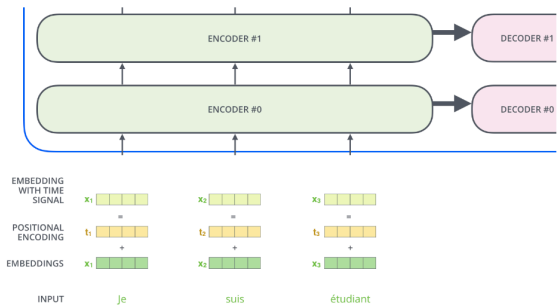 ENCODER #1 DECODER #1
ENCODER #0 DECODER #0
EMBEDDING
WITH TIME
SIGNAL
x₁ x₂ x₃
= = =
POSITIONAL
ENCODING
t₁ t₂ t₃
+ + +
EMBEDDINGS x₁ x₂ x₃
INPUT Je suis étudiant